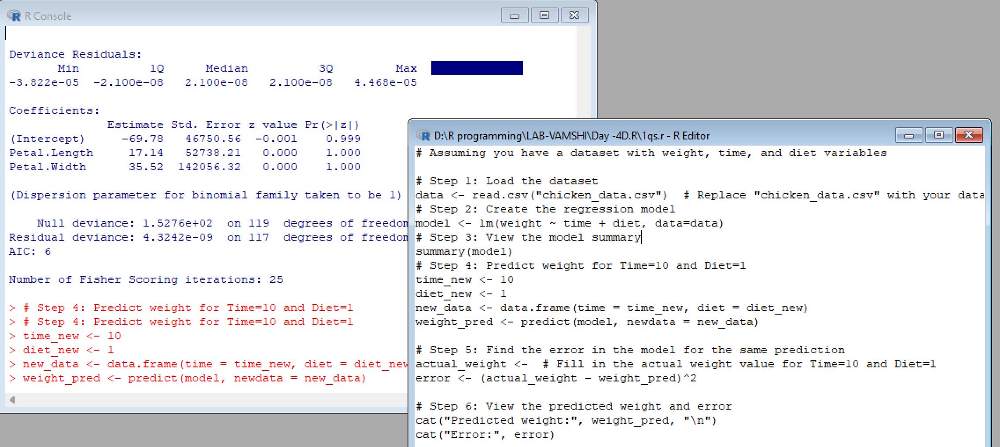 R Console
Deviance Residuals:
Min 1Q Median 3Q Max
-3.822e-05 -2.100e-08 2.100e-08 2.100e-08 4.468e-05
Coefficients:
Estimate Std. Error z value Pr(>|z|)
(Intercept) -69.78 46750.56 -0.001 0.999
Petal.Length 17.14 52738.21 0.000 1.000
Petal.Width 35.52 142056.32 0.000 1.000
(Dispersion parameter for binomial family taken to be 1)
Null deviance: 1.5276e+02 on 119 degrees of freedom
Residual deviance: 4.3242e-09 on 117 degrees of freedom
AIC: 6
Number of Fisher Scoring iterations: 25
> # Step 4: Predict weight for Time=10 and Diet=1
> # Step 4: Predict weight for Time=10 and Diet=1
> time_new <- 10
> diet_new <- 1
> new_data <- data.frame(time = time_new, diet = diet_new
> weight_pred <- predict(model, newdata = new_data)
D:\R programming\LAB-VAMSHI\Day -4D.R\1qs.r - R Editor
# Assuming you have a dataset with weight, time, and diet variables
# Step 1: Load the dataset
data <- read.csv("chicken_data.csv")  # Replace "chicken_data.csv" with your data
# Step 2: Create the regression model
model <- lm(weight ~ time + diet, data=data)
# Step 3: View the model summary
summary(model)
# Step 4: Predict weight for Time=10 and Diet=1
time_new <- 10
diet_new <- 1
new_data <- data.frame(time = time_new, diet = diet_new)
weight_pred <- predict(model, newdata = new_data)
# Step 5: Find the error in the model for the same prediction
actual_weight <-  # Fill in the actual weight value for Time=10 and Diet=1
error <- (actual_weight - weight_pred)^2
# Step 6: View the predicted weight and error
cat("Predicted weight:", weight_pred, "\n")
cat("Error:", error)